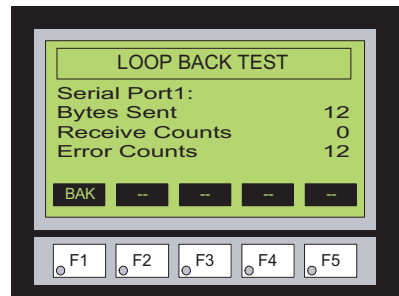 LOOP BACK TEST
Serial Port1:
Bytes Sent 12
Receive Counts 0
Error Counts 12
BAK -- -- -- --
F1 F2 F3 F4 F5